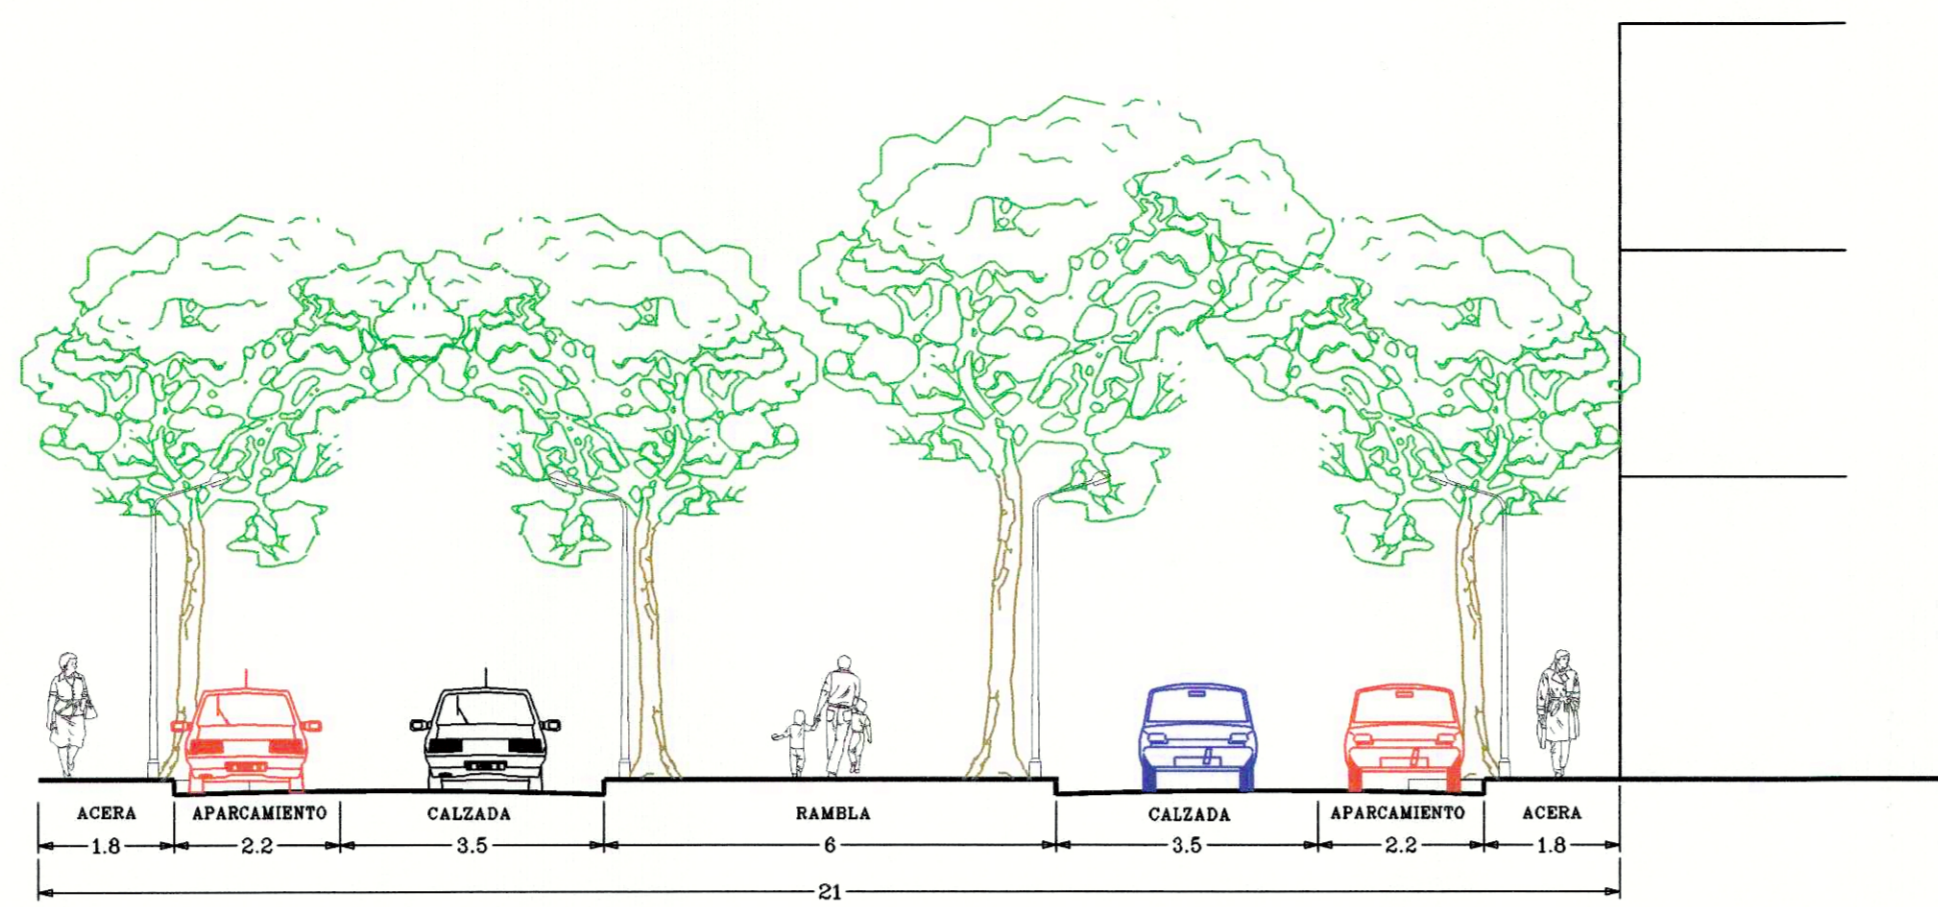 ACERA APARCAMIENTO CALZADA RAMBLA CALZADA APARCAMIENTO ACERA
1.8 2.2 3.5 6 3.5 2.2 1.8
21